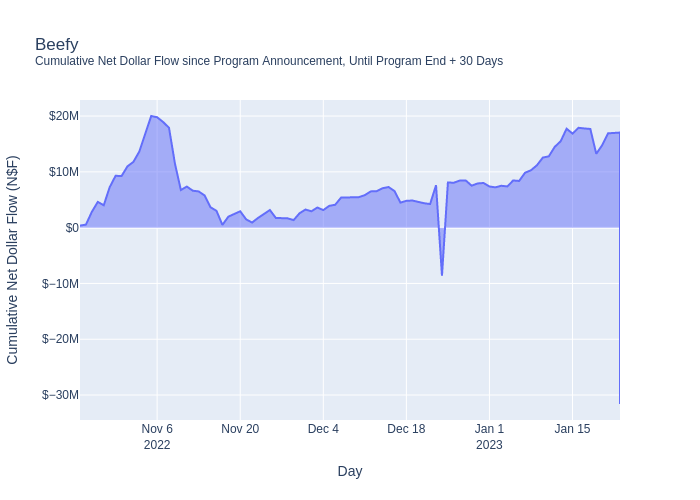 Beefy
Cumulative Net Dollar Flow since Program Announcement, Until Program End + 30 Days
Cumulative Net Dollar Flow (N$F)
$20M
$10M
$0
$−10M
$−20M
$−30M
Nov 6
2022
Nov 20
Dec 4
Dec 18
Jan 1
2023
Jan 15
Day